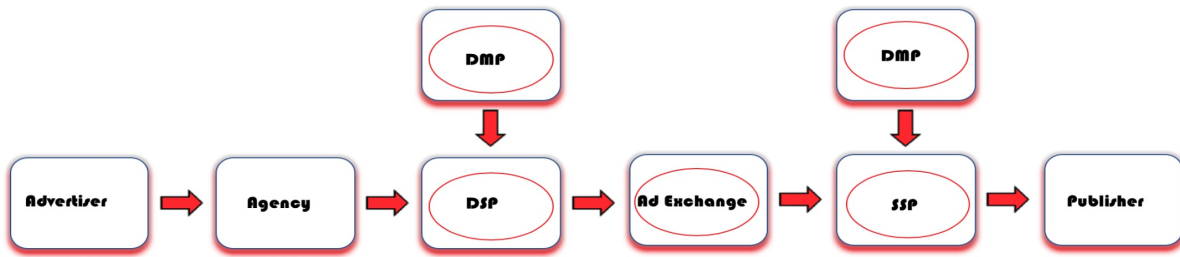 DMP
DMP
Advertiser
Agency
DSP
Ad Exchange
SSP
Publisher